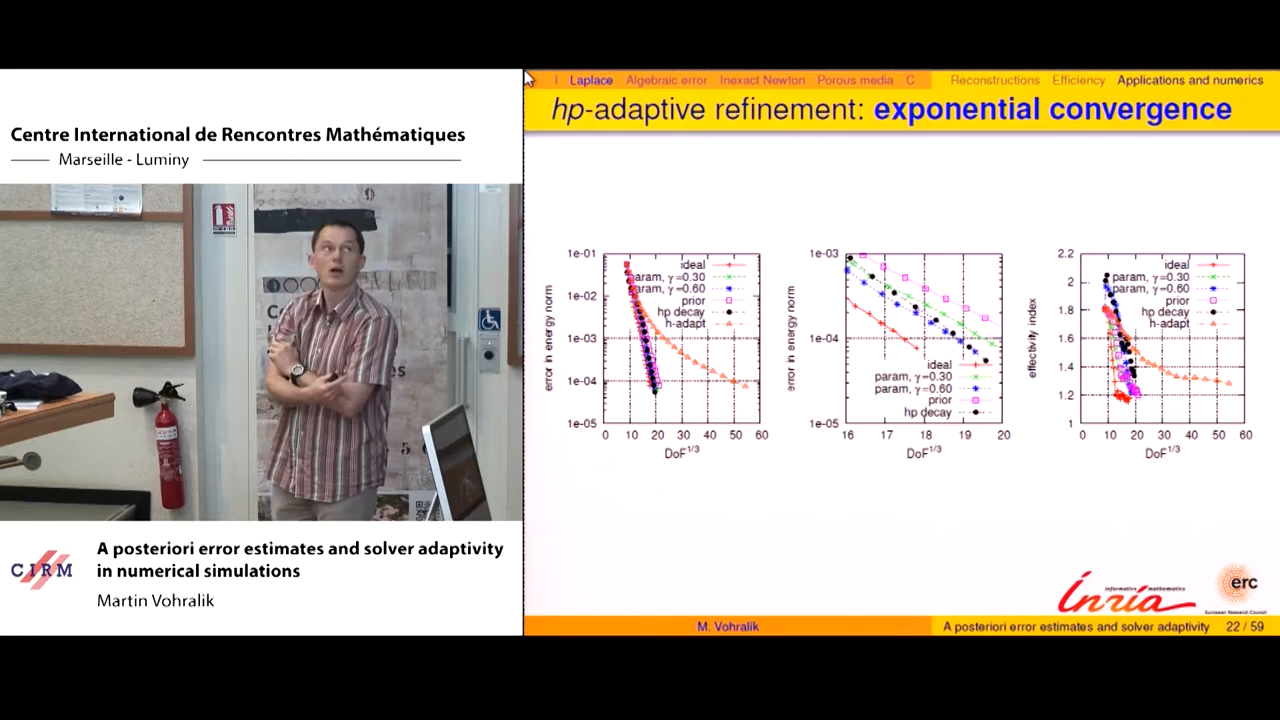 Centre International de Rencontres Mathématiques
Marseille - Luminy
A posteriori error estimates and solver adaptivity
in numerical simulations
CIRM
Martin Vohralik
I Laplace Algebraic error Inexact Newton Porous media C Reconstructions Efficiency Applications and numerics
hp-adaptive refinement: exponential convergence
error in energy norm
1e-01
1e-02
1e-03
1e-04
1e-05
0 10 20 30 40 50 60
DoF1/3
ideal
param, γ=0.30
param, γ=0.60
prior
hp decay
h-adapt
error in energy norm
1e-03
1e-04
1e-05
16 17 18 19 20
DoF1/3
ideal
param, γ=0.30
param, γ=0.60
prior
hp decay
effectivity index
2.2
2
1.8
1.6
1.4
1.2
1
0 10 20 30 40 50 60
DoF1/3
ideal
param, γ=0.30
param, γ=0.60
prior
hp decay
h-adapt
informatics mathematics
Inria
erc
European Research Council
M. Vohralík
A posteriori error estimates and solver adaptivity
22 / 59